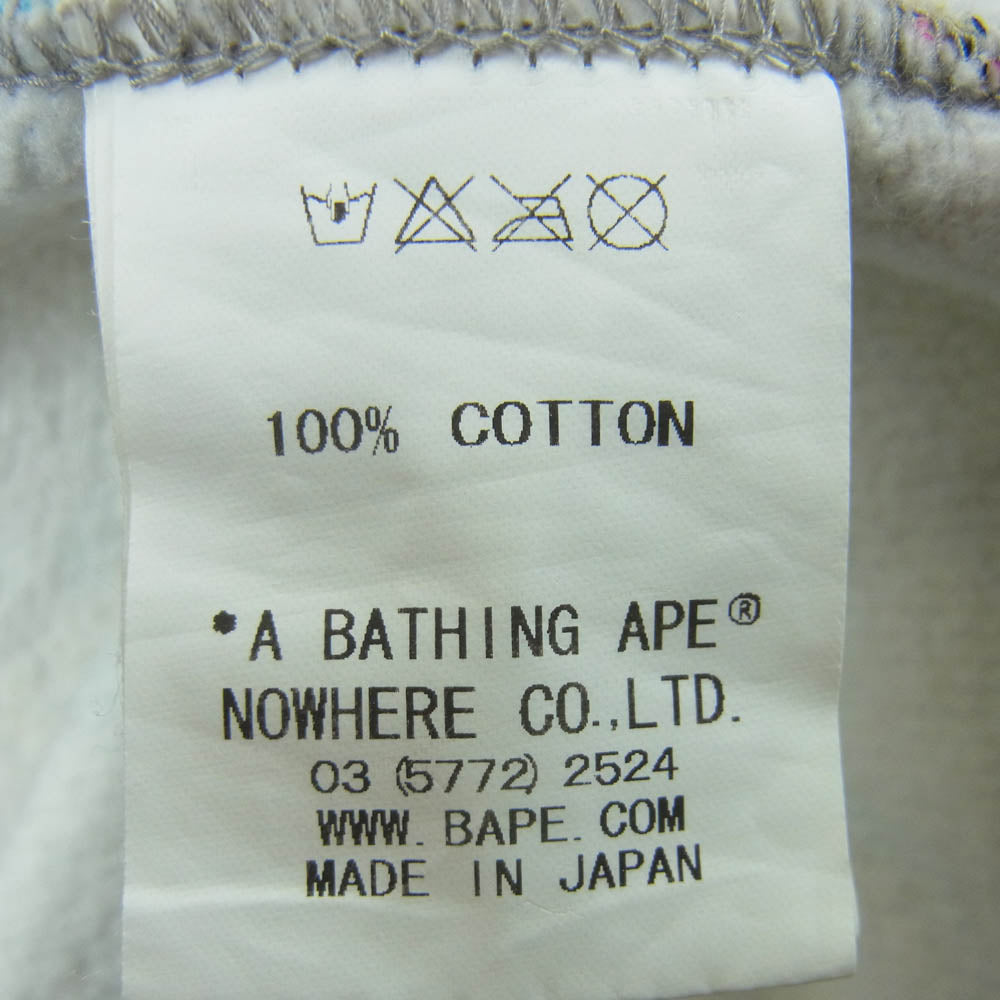 100% COTTON
*A BATHING APE®
NOWHERE CO.,LTD.
03 (5772) 2524
WWW. BAPE. COM
MADE IN JAPAN